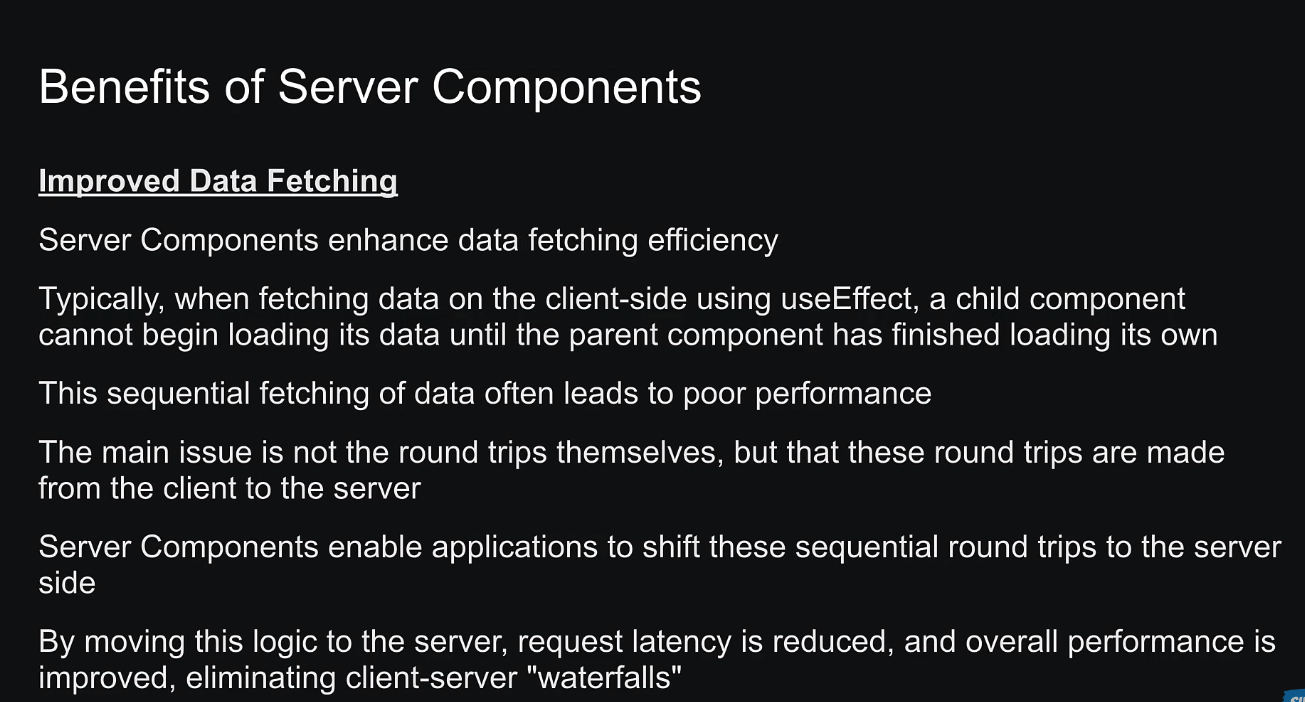 Benefits of Server Components
Improved Data Fetching
Server Components enhance data fetching efficiency
Typically, when fetching data on the client-side using useEffect, a child component
cannot begin loading its data until the parent component has finished loading its own
This sequential fetching of data often leads to poor performance
The main issue is not the round trips themselves, but that these round trips are made
from the client to the server
Server Components enable applications to shift these sequential round trips to the server
side
By moving this logic to the server, request latency is reduced, and overall performance is
improved, eliminating client-server "waterfalls"